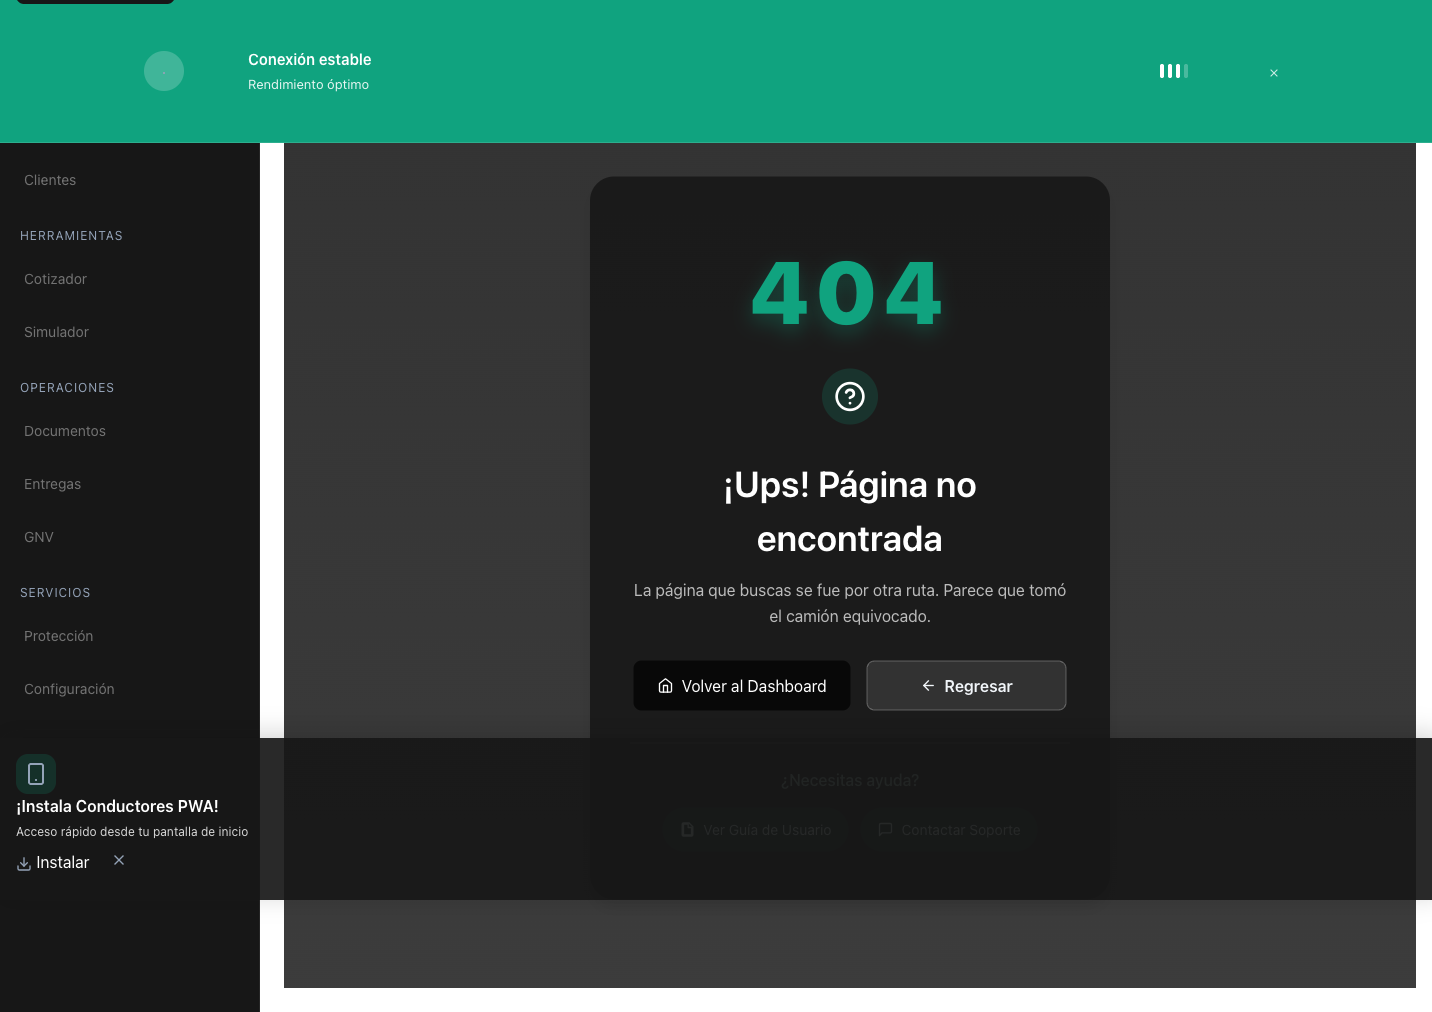 Conexión estable
Rendimiento óptimo
Clientes
HERRAMIENTAS
Cotizador
Simulador
OPERACIONES
Documentos
Entregas
GNV
SERVICIOS
Protección
Configuración
404
¡Ups! Página no
encontrada
La página que buscas se fue por otra ruta. Parece que tomó
el camión equivocado.
Volver al Dashboard
Regresar
¿Necesitas ayuda?
Ver Guía de Usuario
Contactar Soporte
¡Instala Conductores PWA!
Acceso rápido desde tu pantalla de inicio
Instalar